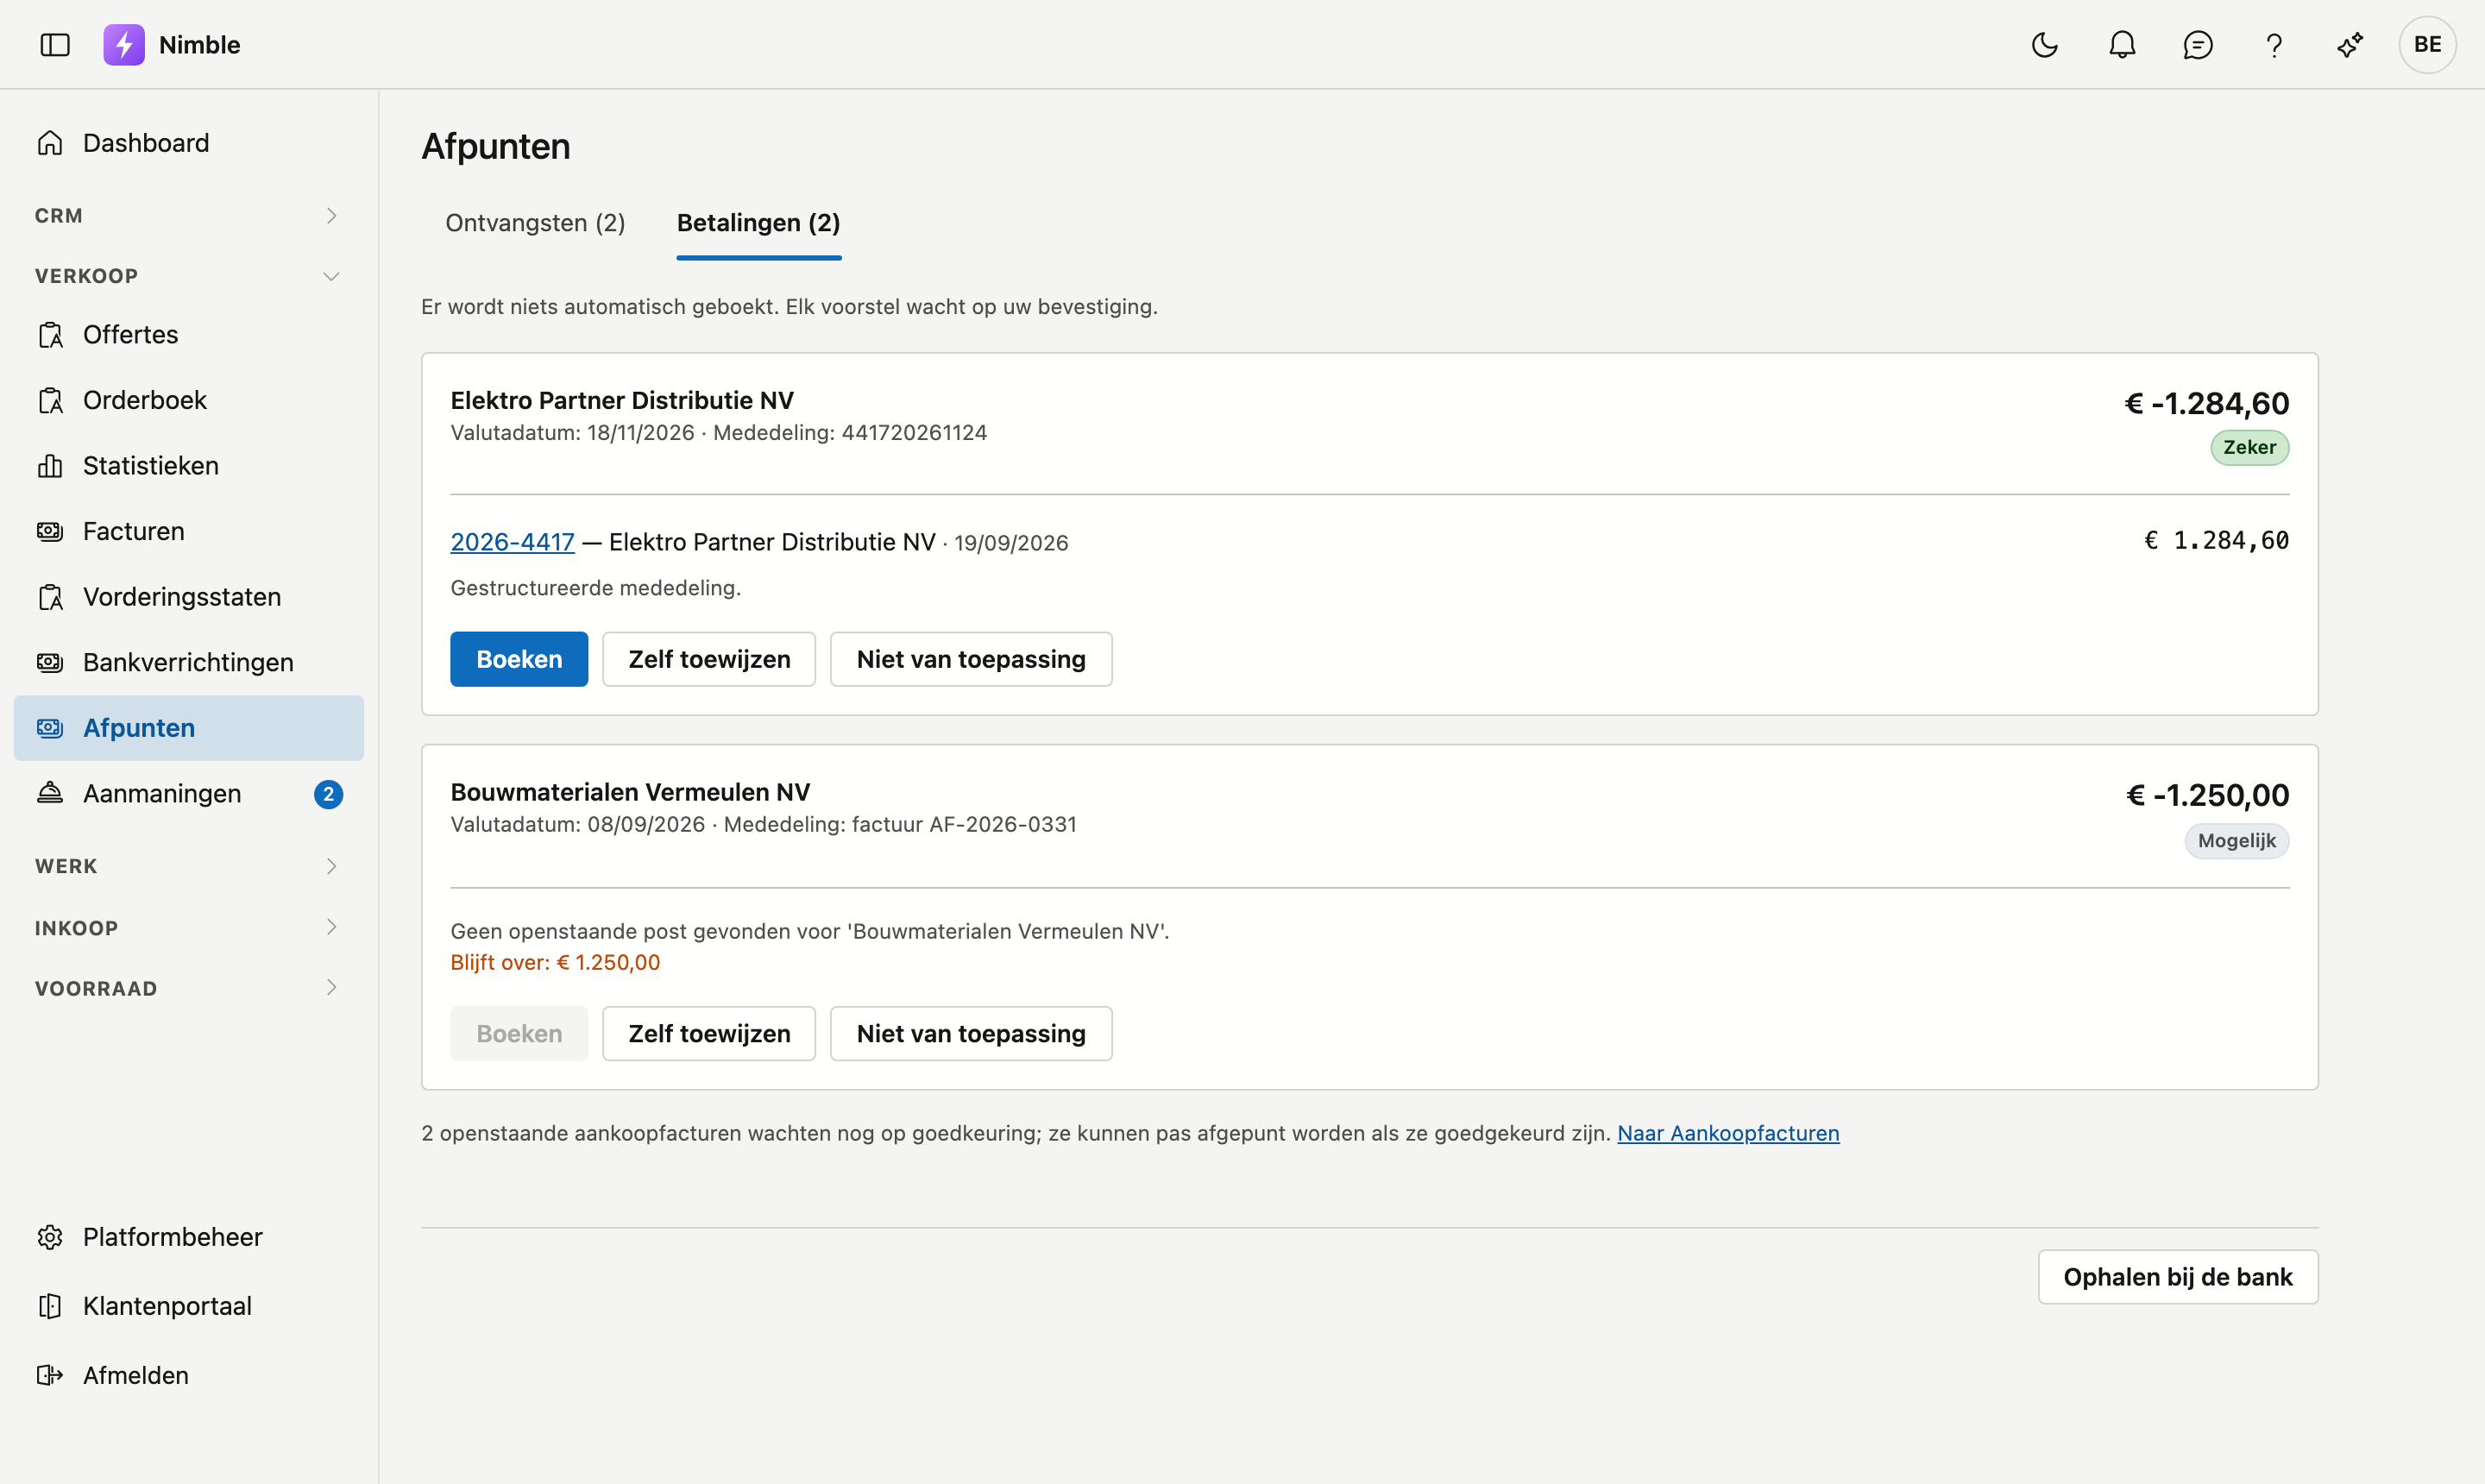 Nimble
BE
Dashboard
CRM
VERKOOP
Offertes
Orderboek
Statistieken
Facturen
Vorderingsstaten
Bankverrichtingen
Afpunten
Aanmaningen 2
WERK
INKOOP
VOORRAAD
Platformbeheer
Klantenportaal
Afmelden
Afpunten
Ontvangsten (2) Betalingen (2)
Er wordt niets automatisch geboekt. Elk voorstel wacht op uw bevestiging.
Elektro Partner Distributie NV € -1.284,60
Valutadatum: 18/11/2026 · Mededeling: 441720261124
Zeker
2026-4417 — Elektro Partner Distributie NV · 19/09/2026 € 1.284,60
Gestructureerde mededeling.
Boeken Zelf toewijzen Niet van toepassing
Bouwmaterialen Vermeulen NV € -1.250,00
Valutadatum: 08/09/2026 · Mededeling: factuur AF-2026-0331
Mogelijk
Geen openstaande post gevonden voor 'Bouwmaterialen Vermeulen NV'.
Blijft over: € 1.250,00
Boeken Zelf toewijzen Niet van toepassing
2 openstaande aankoopfacturen wachten nog op goedkeuring; ze kunnen pas afgepunt worden als ze goedgekeurd zijn. Naar Aankoopfacturen
Ophalen bij de bank